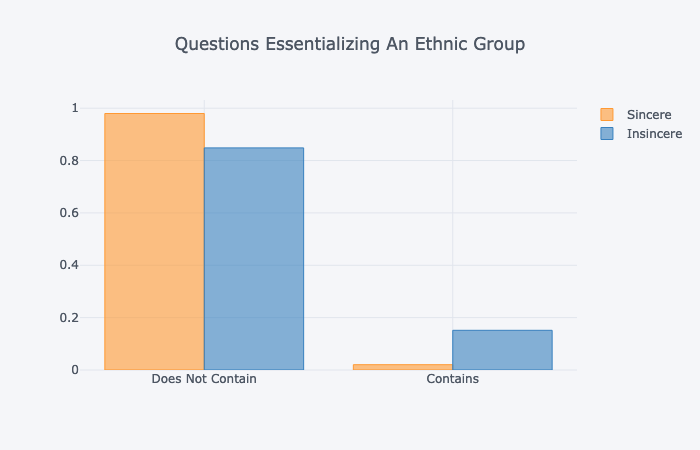 Questions Essentializing An Ethnic Group
1
0.8
0.6
0.4
0.2
0
Does Not Contain
Contains
Sincere
Insincere